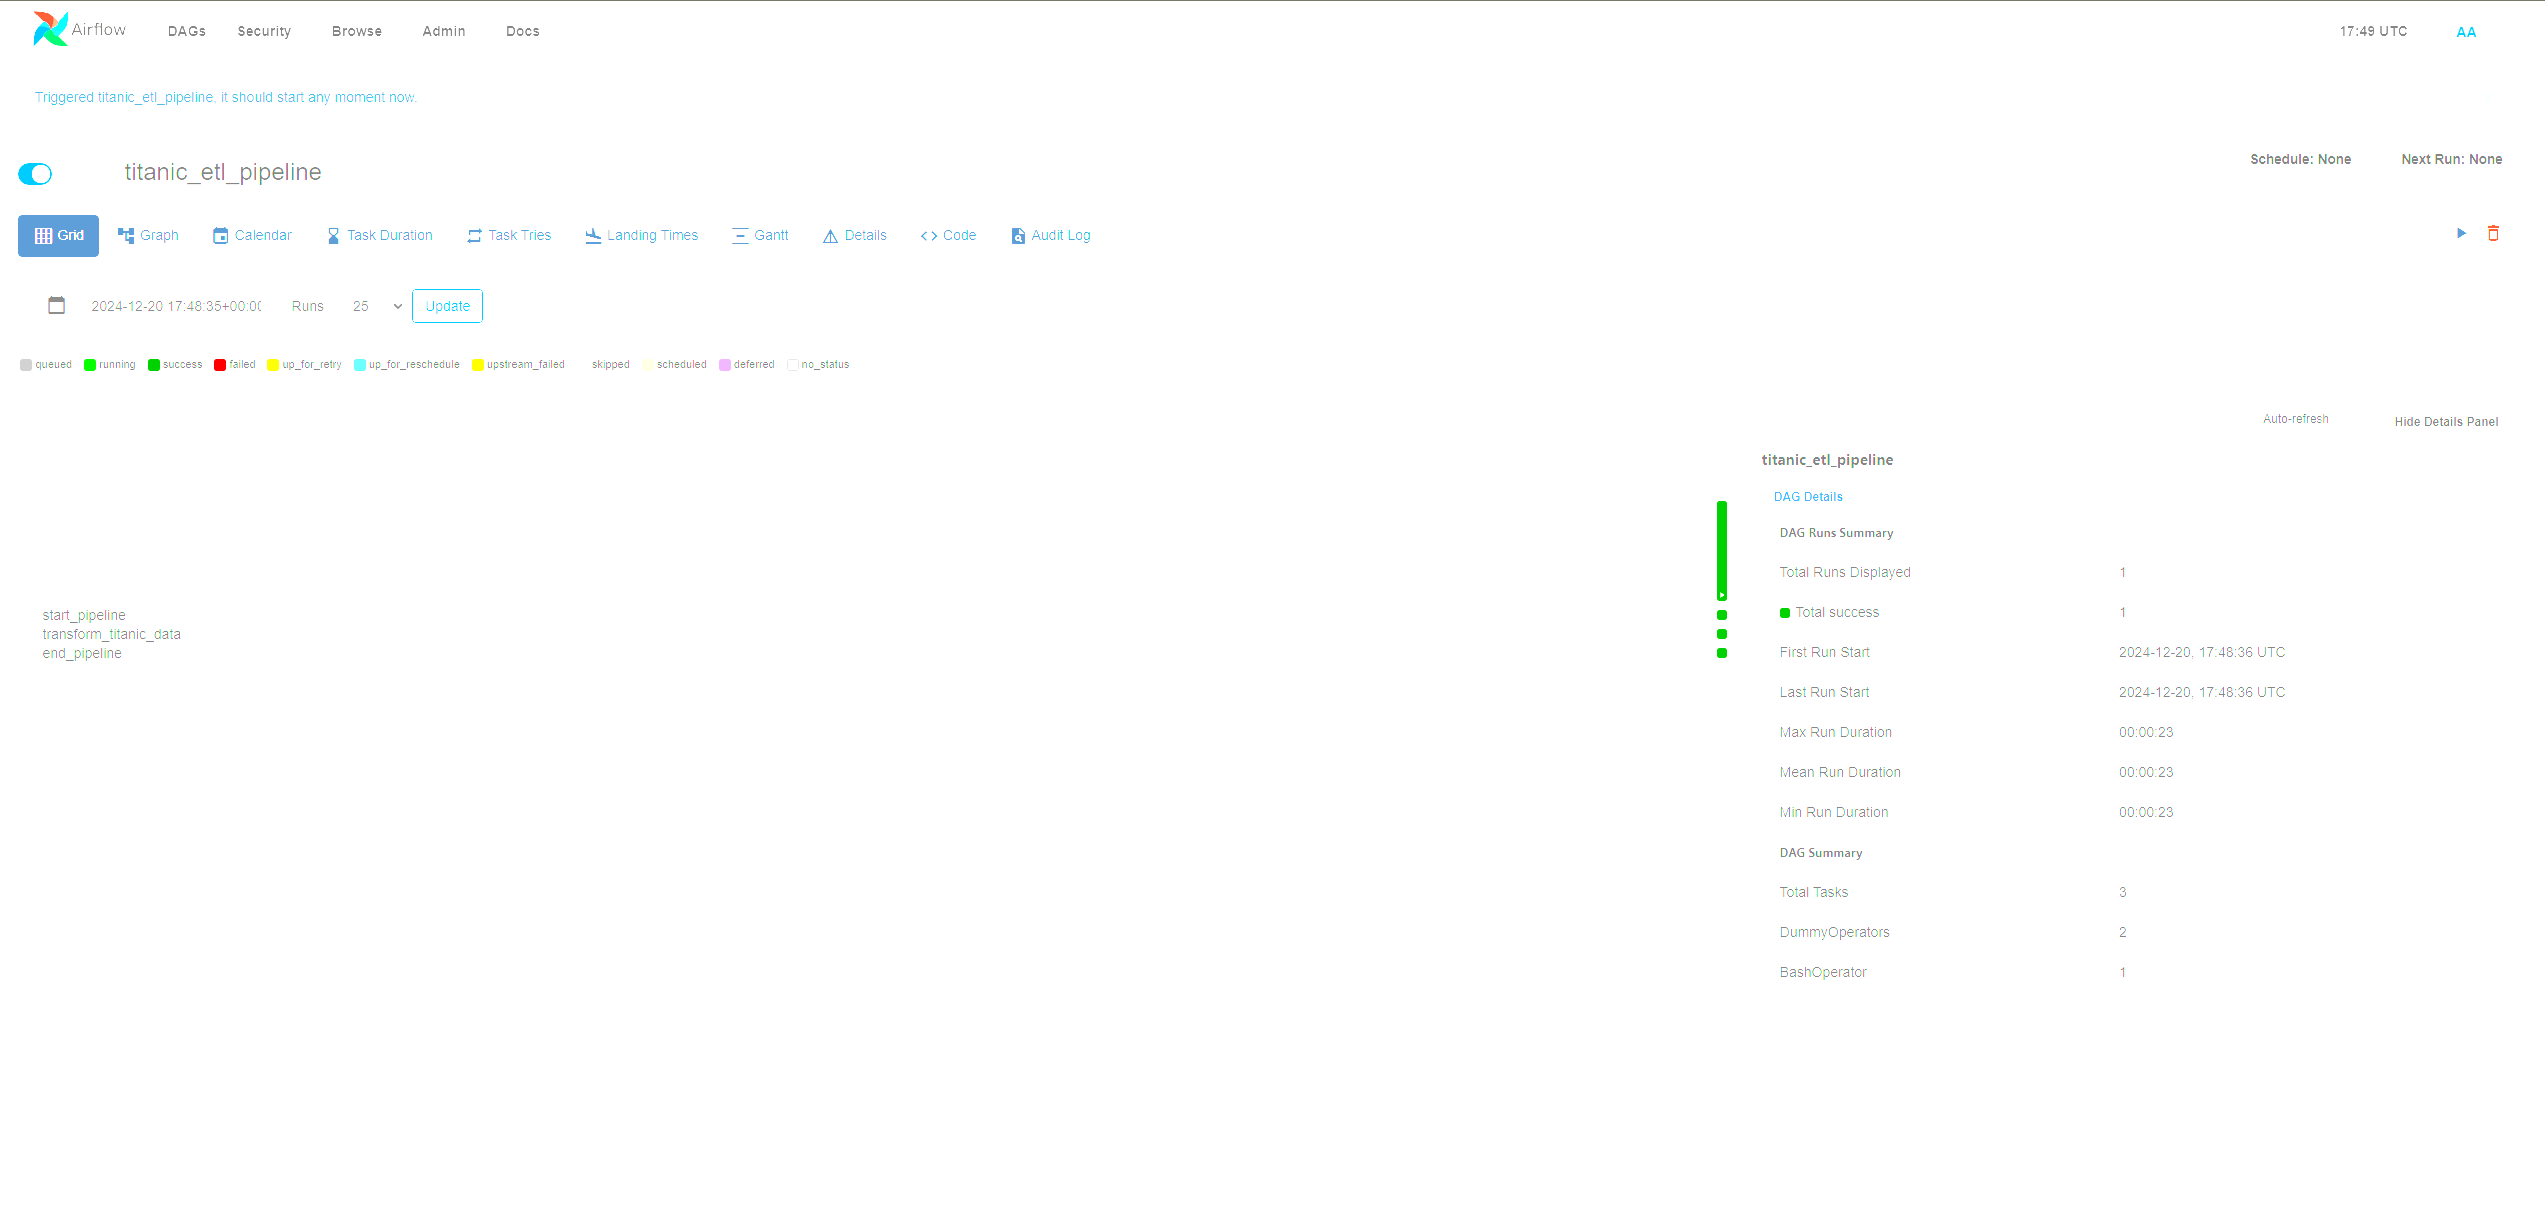 Airflow DAGs Security Browse Admin Docs 17:49 UTC AA
Triggered titanic_etl_pipeline, it should start any moment now.
titanic_etl_pipeline Schedule: None Next Run: None
Grid Graph Calendar Task Duration Task Tries Landing Times Gantt Details Code Audit Log
2024-12-20 17:48:35+00:00 Runs 25 Update
queued running success failed up_for_retry up_for_reschedule upstream_failed skipped scheduled deferred no_status
Auto-refresh Hide Details Panel
start_pipeline
transform_titanic_data
end_pipeline
titanic_etl_pipeline
DAG Details
DAG Runs Summary
Total Runs Displayed 1
Total success 1
First Run Start 2024-12-20, 17:48:36 UTC
Last Run Start 2024-12-20, 17:48:36 UTC
Max Run Duration 00:00:23
Mean Run Duration 00:00:23
Min Run Duration 00:00:23
DAG Summary
Total Tasks 3
DummyOperators 2
BashOperator 1